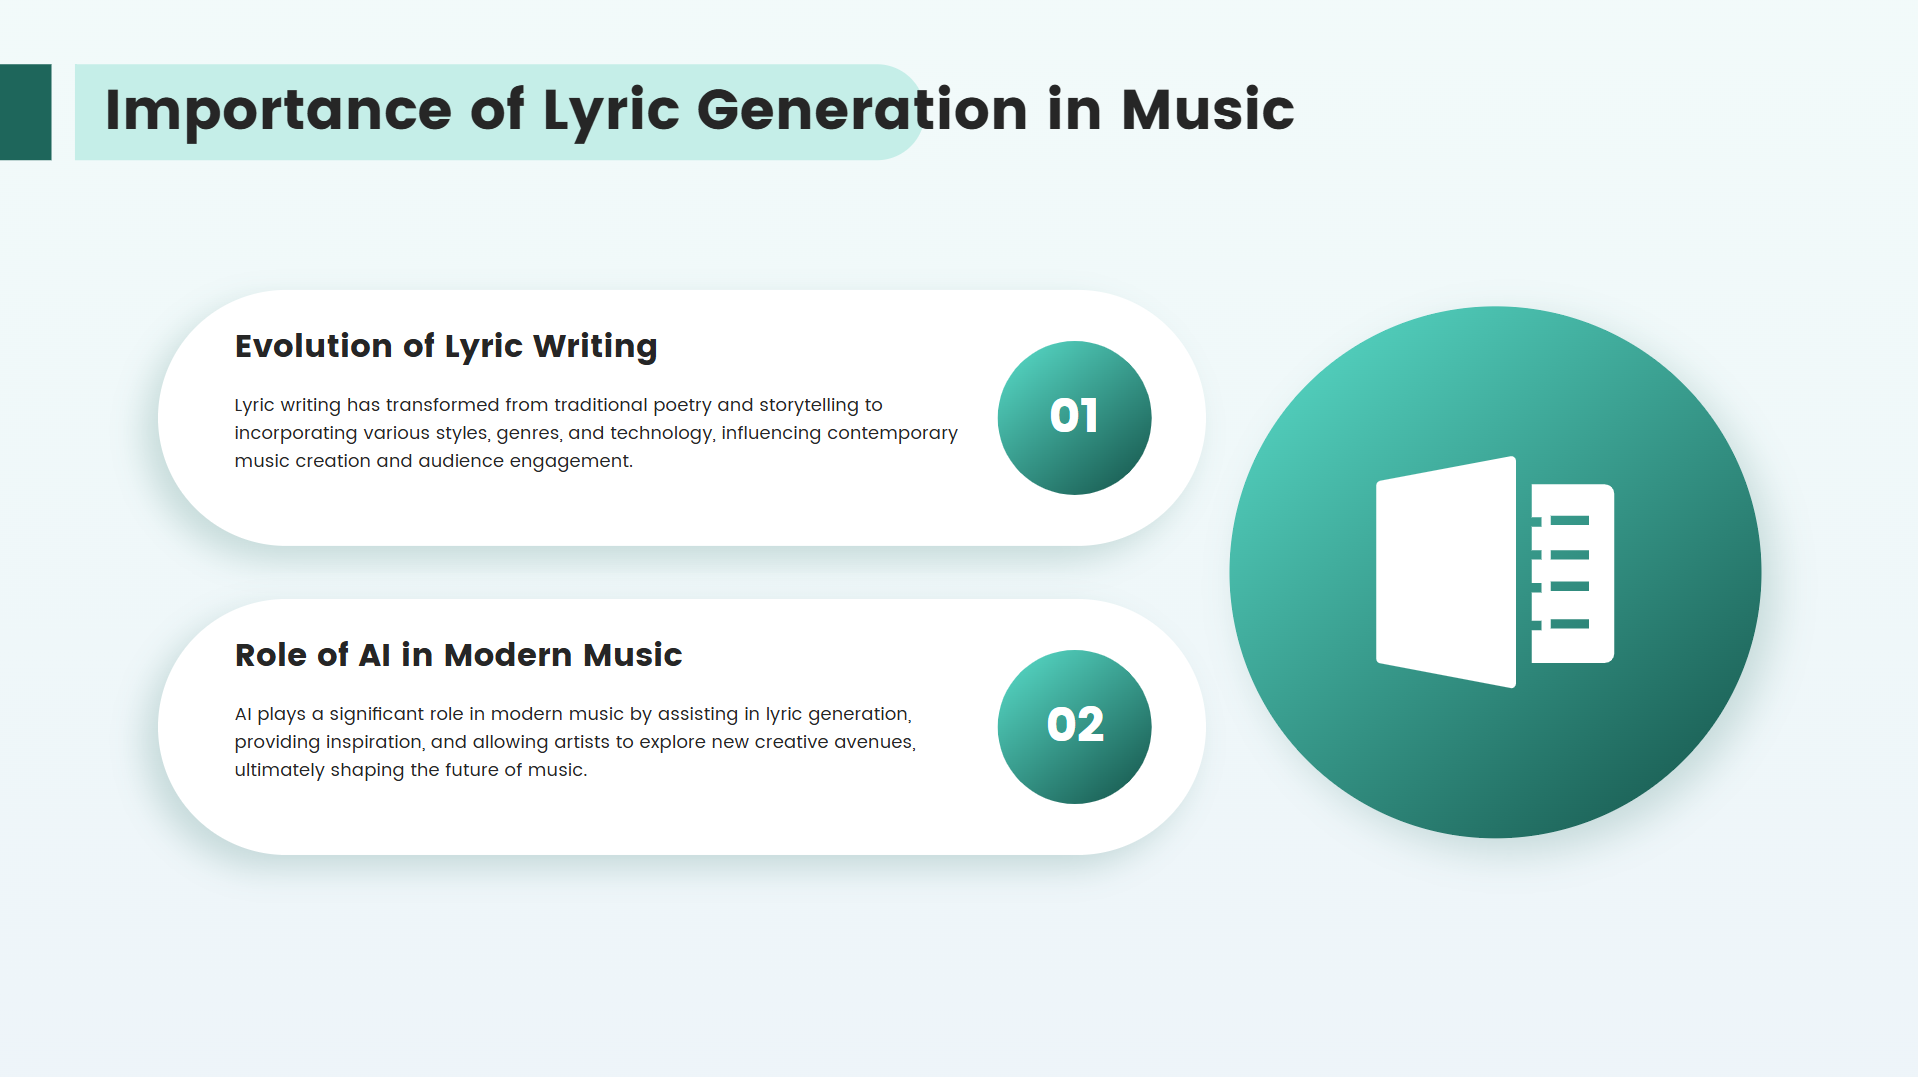 Importance of Lyric Generation in Music
Evolution of Lyric Writing
Lyric writing has transformed from traditional poetry and storytelling to
incorporating various styles, genres, and technology, influencing contemporary
music creation and audience engagement.
01
Role of AI in Modern Music
AI plays a significant role in modern music by assisting in lyric generation,
providing inspiration, and allowing artists to explore new creative avenues,
ultimately shaping the future of music.
02